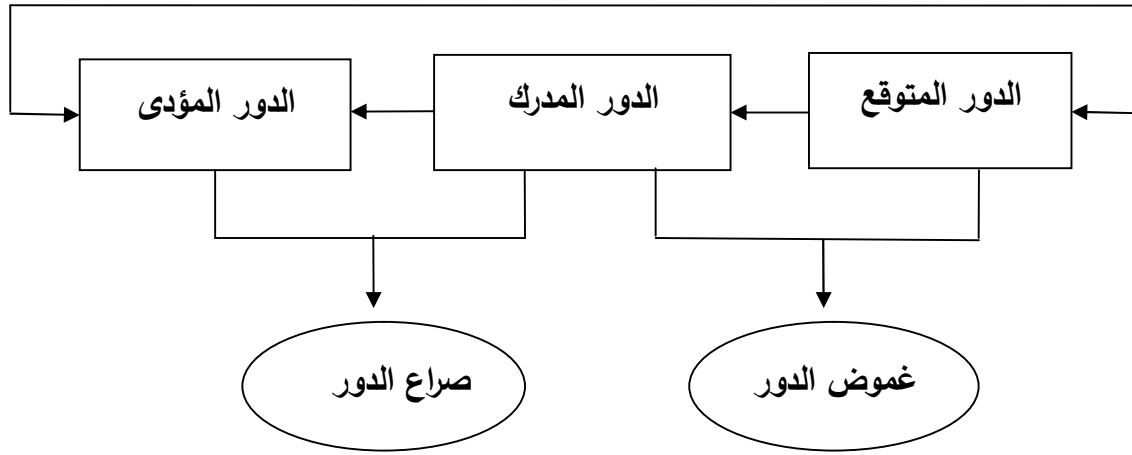 الدور المتوقع
الدور المدرك
الدور المؤدى
غموض الدور
صراع الدور